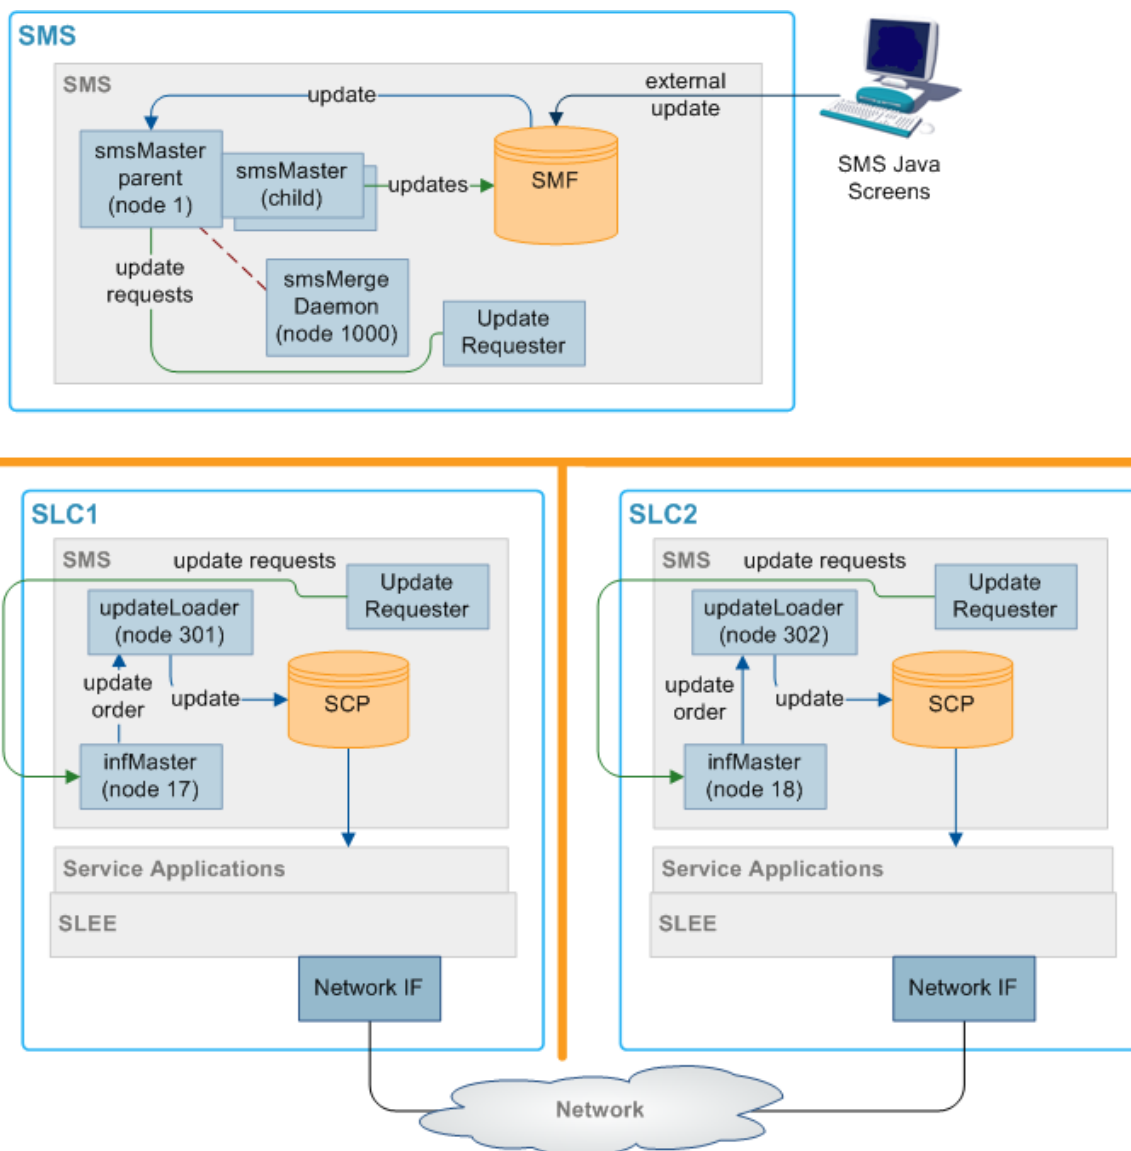 SMS
SMS
update
external
update
smsMaster
parent
(node 1)
smsMaster
(child)
updates
SMF
SMS Java
Screens
update
requests
smsMerge
Daemon
(node 1000)
Update
Requester
SLC1
SMS
update requests
Update
Requester
updateLoader
(node 301)
update
order
update
SCP
infMaster
(node 17)
Service Applications
SLEE
Network IF
SLC2
SMS
update requests
Update
Requester
updateLoader
(node 302)
update
order
update
SCP
infMaster
(node 18)
Service Applications
SLEE
Network IF
Network